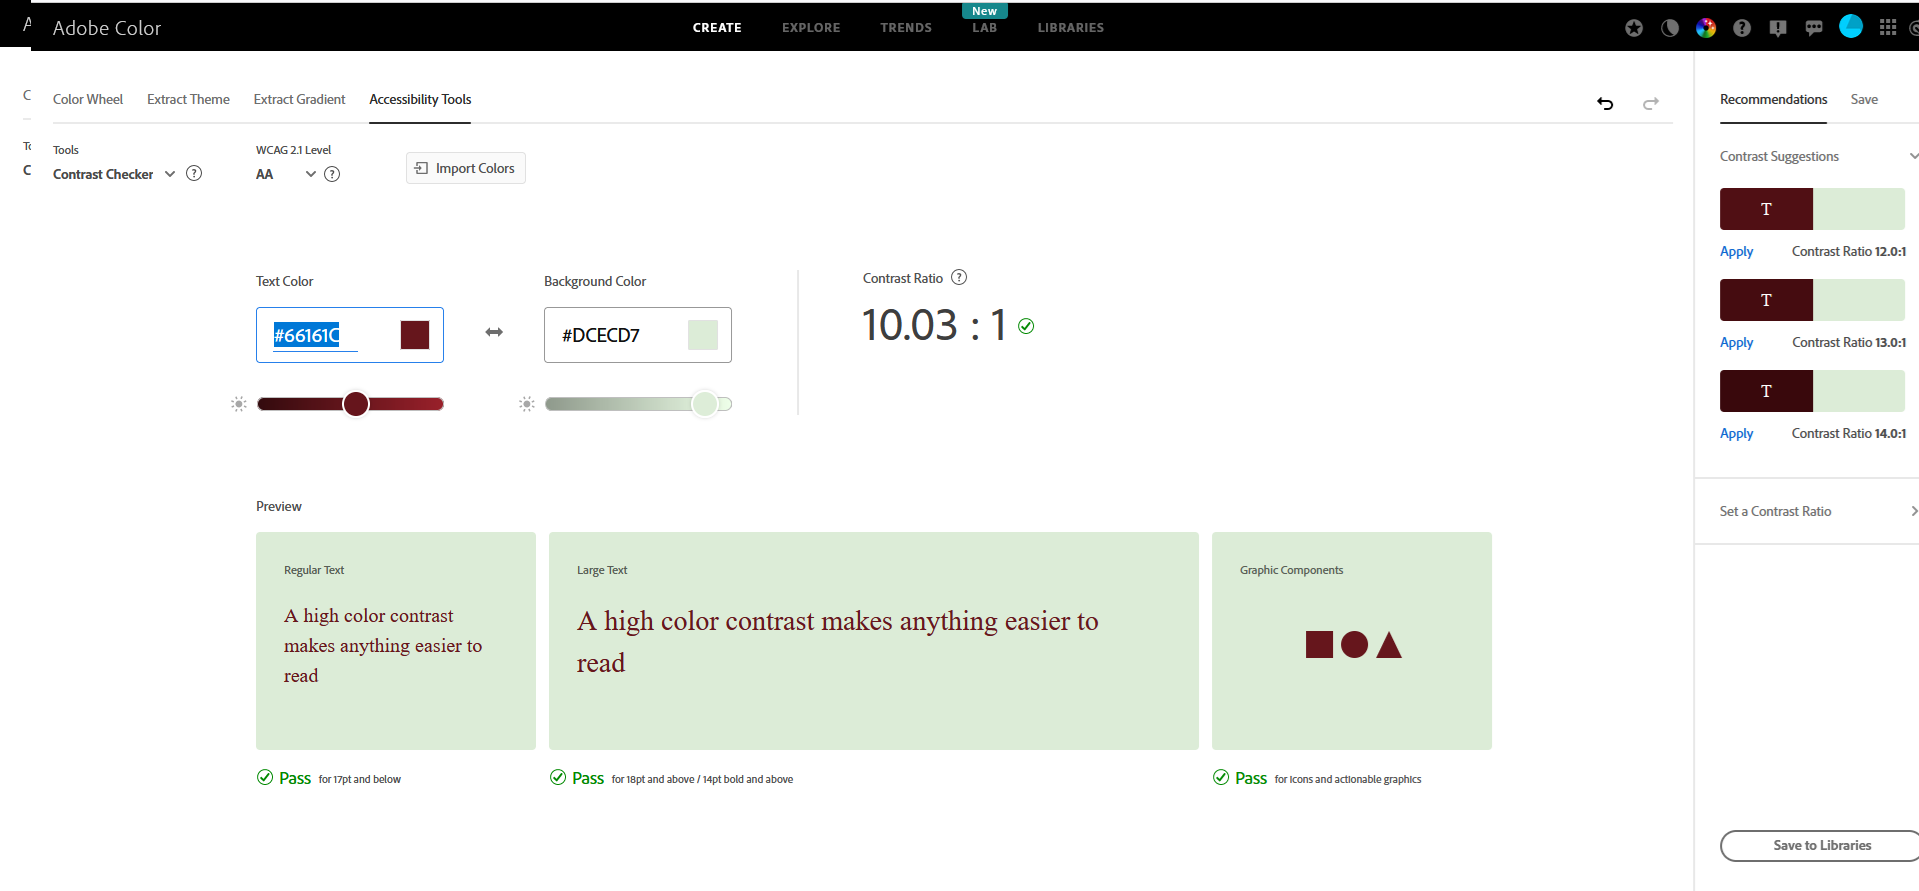 Adobe Color
CREATE
EXPLORE
TRENDS
New
LAB
LIBRARIES
Color Wheel
Extract Theme
Extract Gradient
Accessibility Tools
Recommendations
Save
Tools
WCAG 2.1 Level
Contrast Checker
AA
Import Colors
Contrast Suggestions
T
Apply Contrast Ratio 12.0:1
T
Apply Contrast Ratio 13.0:1
T
Apply Contrast Ratio 14.0:1
Text Color
Background Color
Contrast Ratio
#66161C
#DCECD7
10.03 : 1
Set a Contrast Ratio
Preview
Regular Text
A high color contrast
makes anything easier to
read
Large Text
A high color contrast makes anything easier to
read
Graphic Components
Pass for 17pt and below
Pass for 18pt and above / 14pt bold and above
Pass for icons and actionable graphics
Save to Libraries